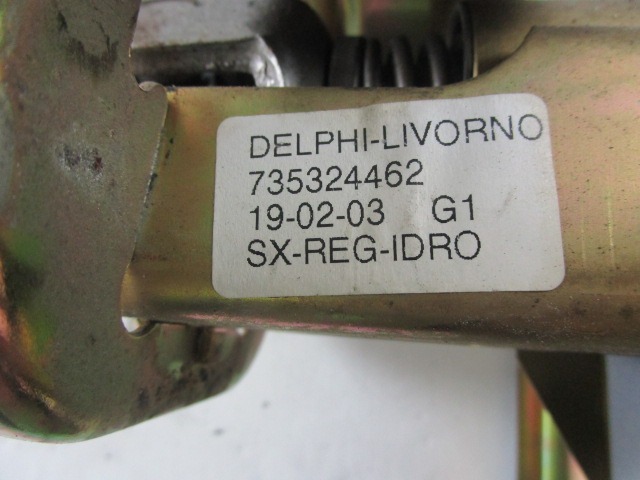 DELPHI-LIVORNO
735324462
19-02-03 G1
SX-REG-IDRO